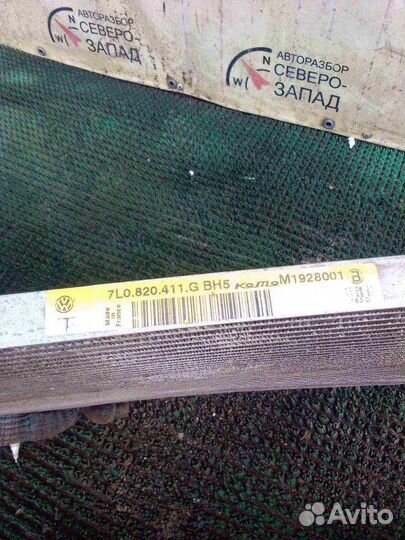 АВТОРАЗБОР
СЕВЕРО-
ЗАПАД
N
W
АВТОРАЗБОР
СЕВЕРО-
ЗАПАД
7L0.820.411.G BH5 M1928001
T
Made
in
France
Avito